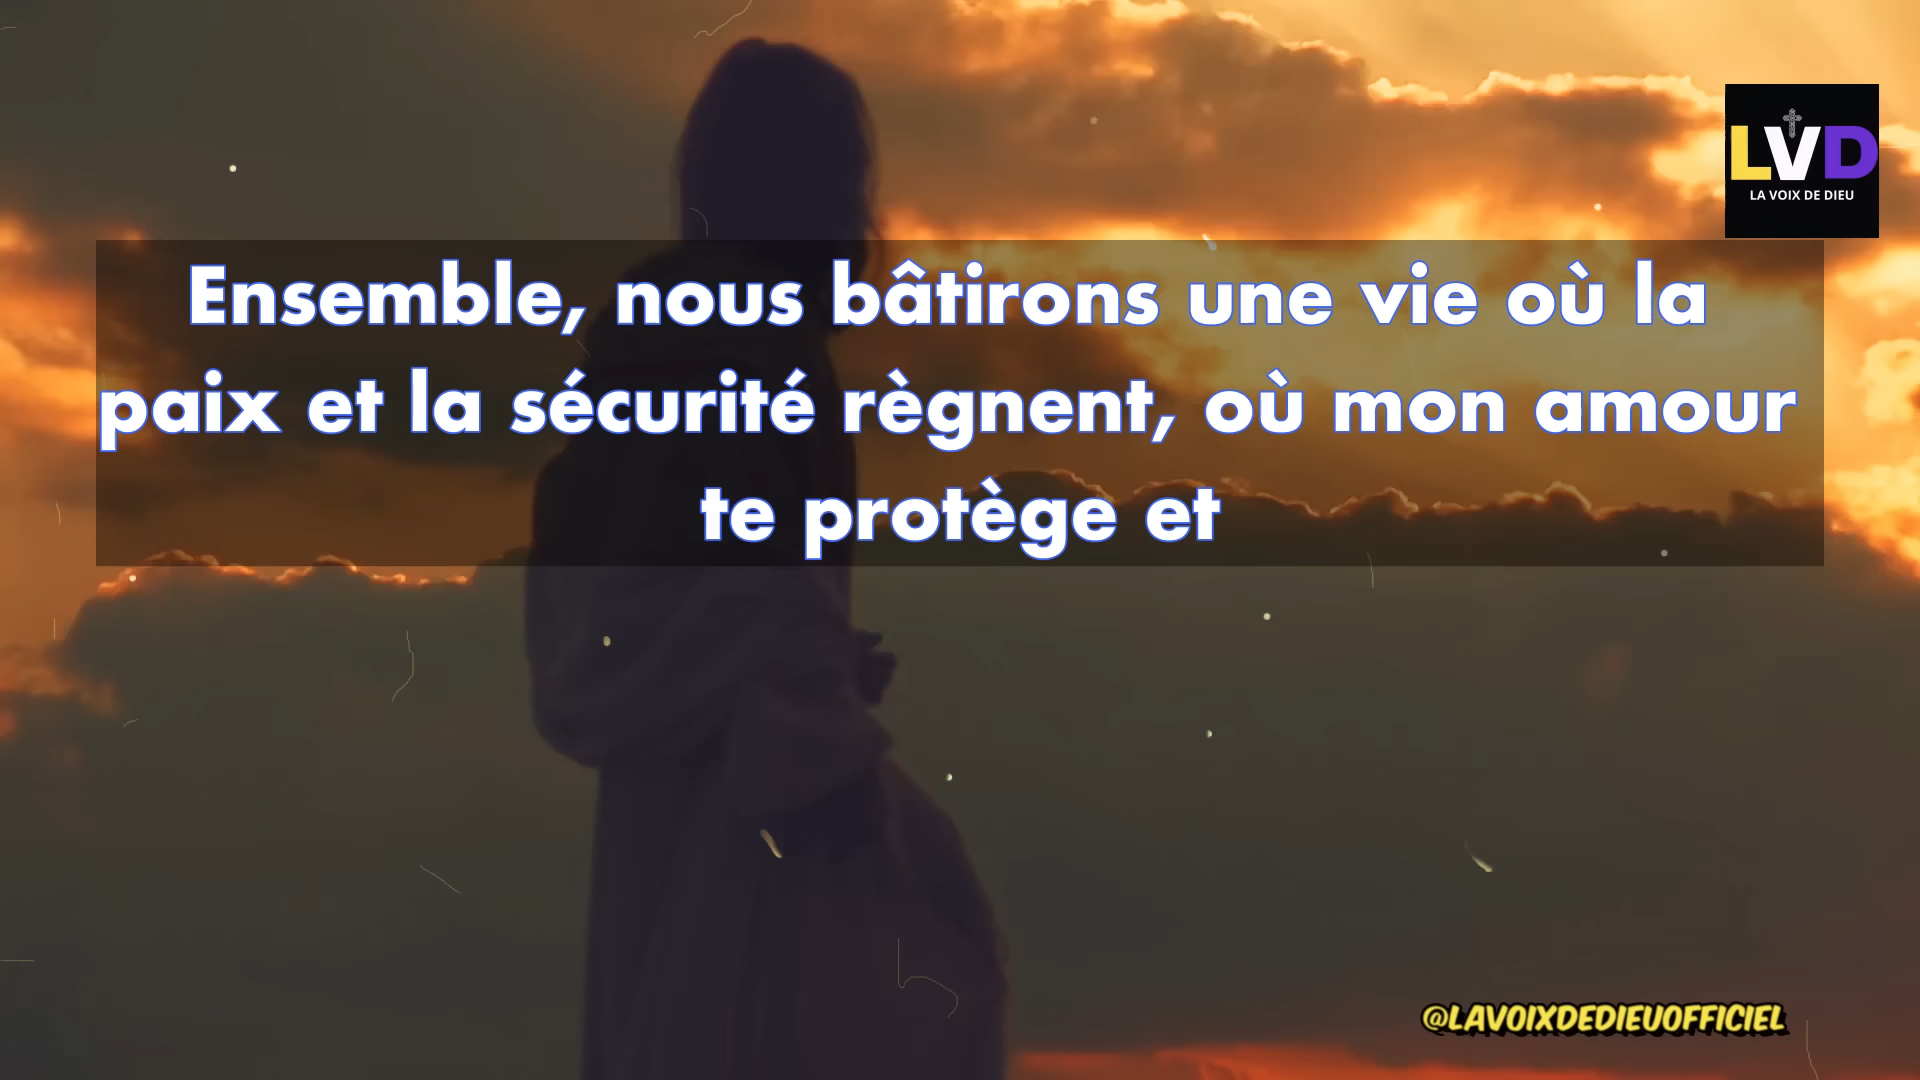 LVD
LA VOIX DE DIEU
Ensemble, nous bâtirons une vie où la
paix et la sécurité règnent, où mon amour
te protège et
@LAVOIXDEDIEUOFFICIEL